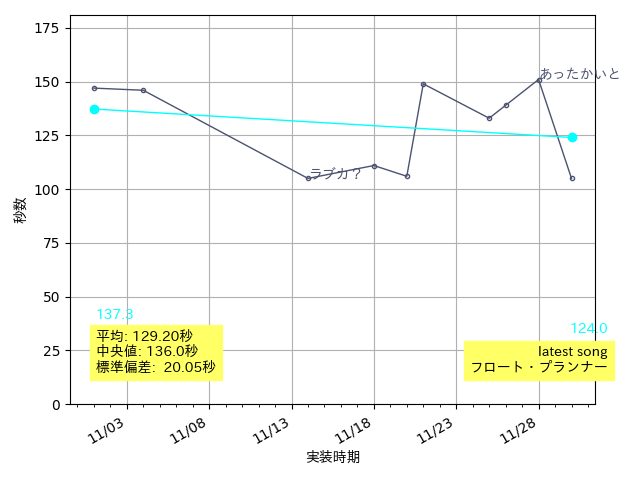 175
150
125
100
75
50
25
0
秒数
あったかいと
ラブカ？
137.3
平均: 129.20秒
中央値: 136.0秒
標準偏差: 20.05秒
124.0
latest song
フロート・プランナー
11/03
11/08
11/13
11/18
11/23
11/28
実装時期